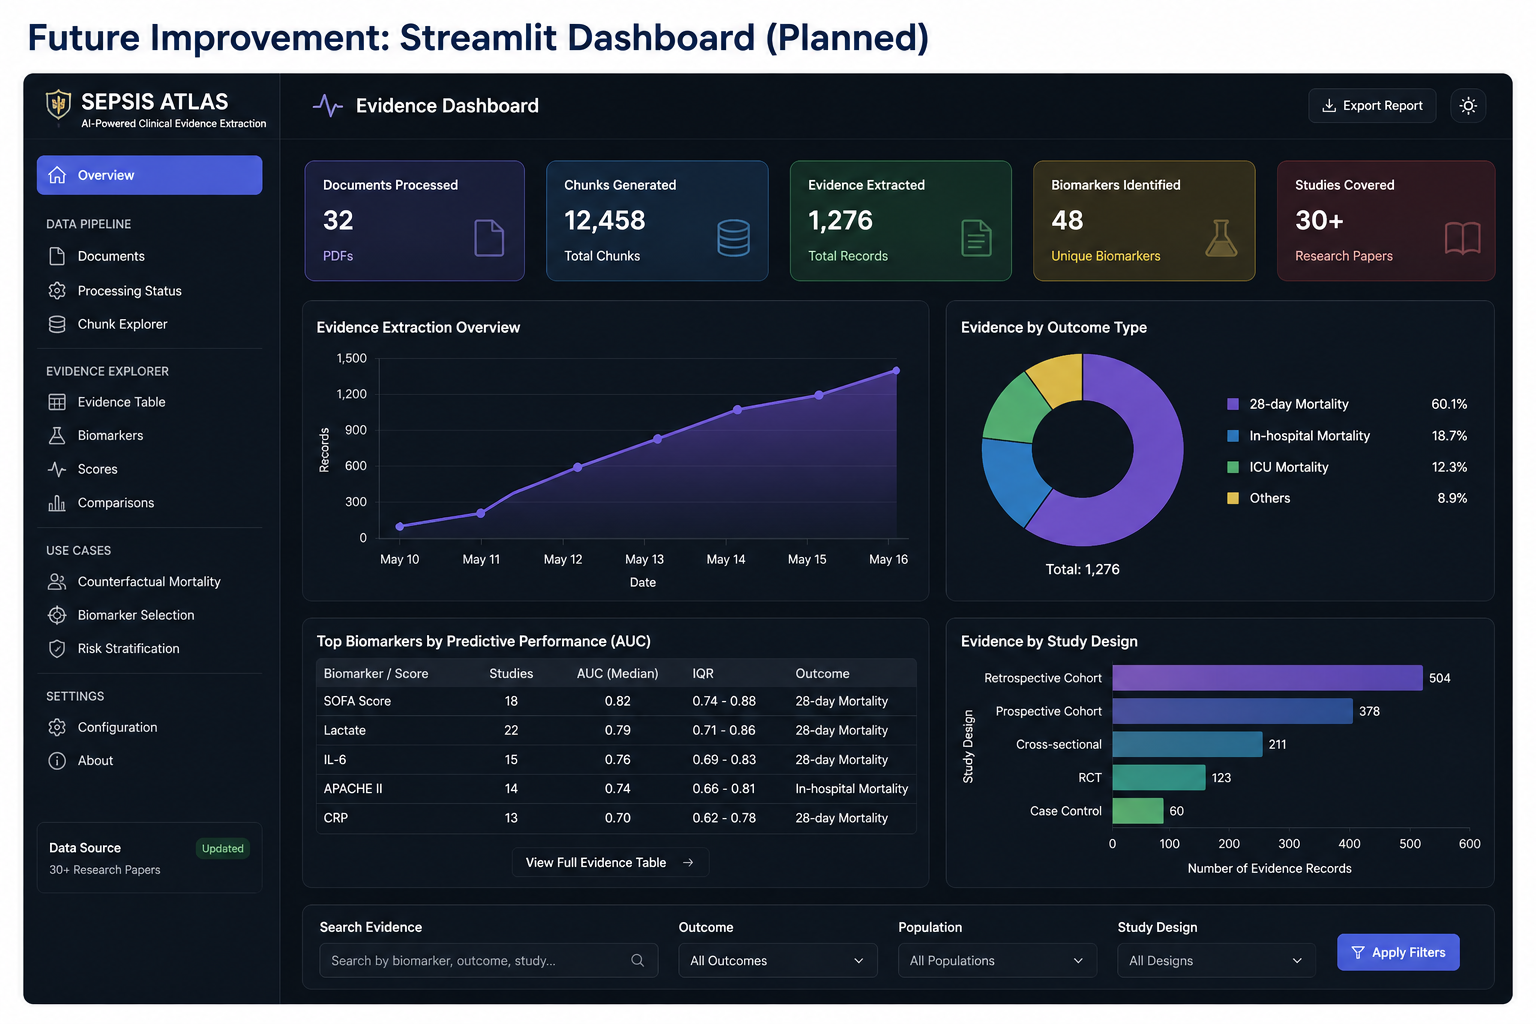 Future Improvement: Streamlit Dashboard (Planned)
SEPSIS ATLAS
AI-Powered Clinical Evidence Extraction
Evidence Dashboard
Export Report
Overview
DATA PIPELINE
Documents
Processing Status
Chunk Explorer
EVIDENCE EXPLORER
Evidence Table
Biomarkers
Scores
Comparisons
USE CASES
Counterfactual Mortality
Biomarker Selection
Risk Stratification
SETTINGS
Configuration
About
Data Source
Updated
30+ Research Papers
Documents Processed
32
PDFs
Chunks Generated
12,458
Total Chunks
Evidence Extracted
1,276
Total Records
Biomarkers Identified
48
Unique Biomarkers
Studies Covered
30+
Research Papers
Evidence Extraction Overview
1,500
1,200
900
600
300
0
Records
May 10 May 11 May 12 May 13 May 14 May 15 May 16
Date
Evidence by Outcome Type
28-day Mortality 60.1%
In-hospital Mortality 18.7%
ICU Mortality 12.3%
Others 8.9%
Total: 1,276
Top Biomarkers by Predictive Performance (AUC)
Biomarker / Score Studies AUC (Median) IQR Outcome
SOFA Score 18 0.82 0.74 - 0.88 28-day Mortality
Lactate 22 0.79 0.71 - 0.86 28-day Mortality
IL-6 15 0.76 0.69 - 0.83 28-day Mortality
APACHE II 14 0.74 0.66 - 0.81 In-hospital Mortality
CRP 13 0.70 0.62 - 0.78 28-day Mortality
View Full Evidence Table →
Evidence by Study Design
Study Design
Retrospective Cohort 504
Prospective Cohort 378
Cross-sectional 211
RCT 123
Case Control 60
0 100 200 300 400 500 600
Number of Evidence Records
Search Evidence
Search by biomarker, outcome, study...
Outcome
All Outcomes
Population
All Populations
Study Design
All Designs
Apply Filters